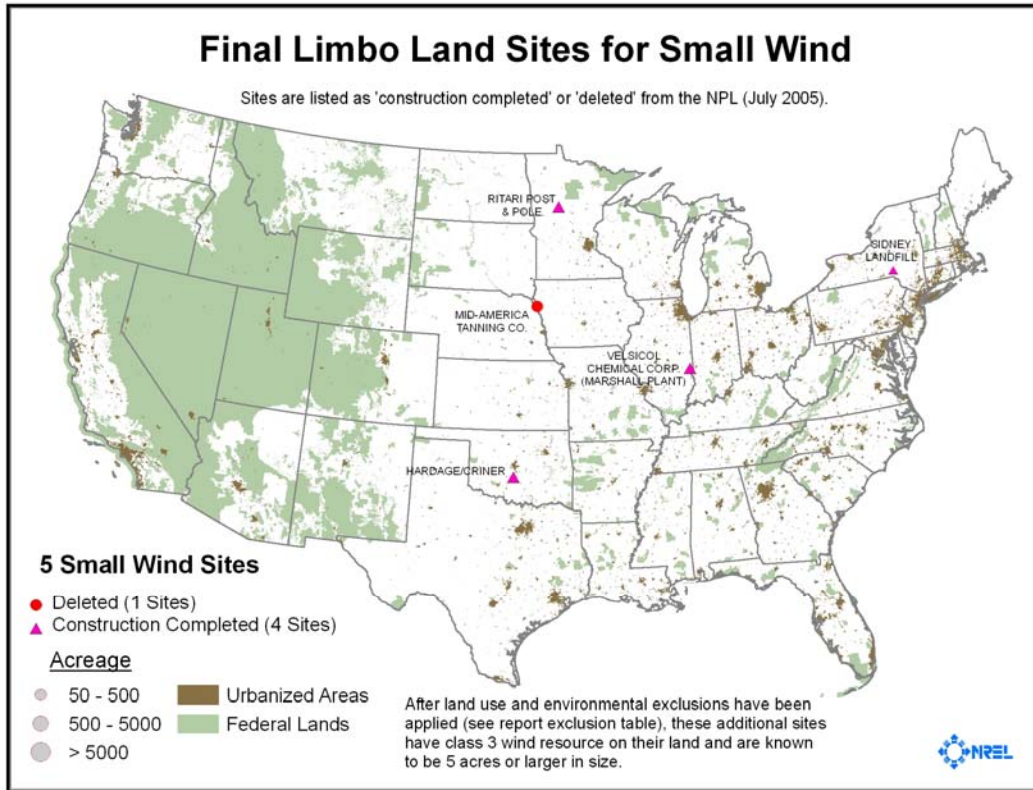 Final Limbo Land Sites for Small Wind
Sites are listed as 'construction completed' or 'deleted' from the NPL (July 2005).
RITARI POST
& POLE
SIDNEY
LANDFILL
MID-AMERICA
TANNING CO.
VELSICOL
CHEMICAL CORP.
(MARSHALL PLANT)
HARDAGE/CRINER
5 Small Wind Sites
Deleted (1 Sites)
Construction Completed (4 Sites)
Acreage
50 - 500
500 - 5000
> 5000
Urbanized Areas
Federal Lands
After land use and environmental exclusions have been
applied (see report exclusion table), these additional sites
have class 3 wind resource on their land and are known
to be 5 acres or larger in size.
NREL